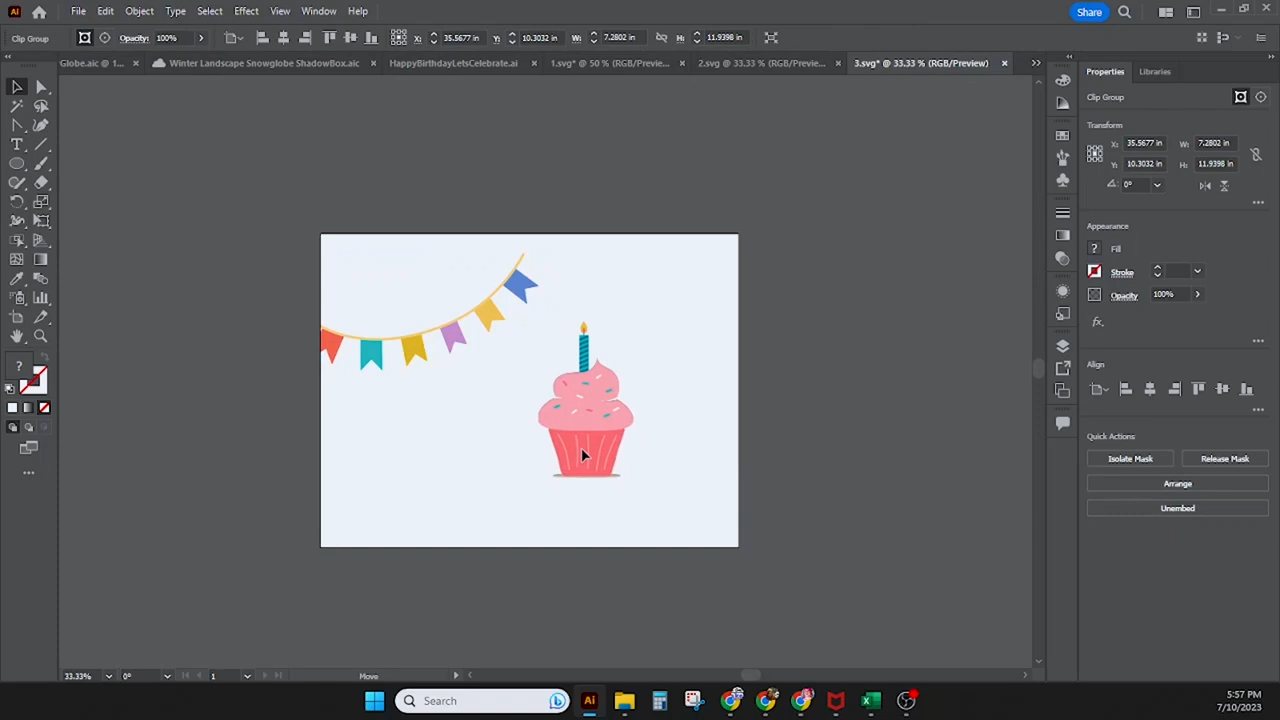 Ai File Edit Object Type Select Effect View Window Help Share
Clip Group Opacity: 100% X: 35.5677 in Y: 10.3032 in W: 7.2802 in H: 11.9398 in
Globe.aic @ 1... Winter Landscape Snowglobe ShadowBox.aic HappyBirthdayLetsCelebrate.ai 1.svg* @ 50 % (RGB/Previe... 2.svg @ 33.33 % (RGB/Previe... 3.svg* @ 33.33 % (RGB/Preview)
Properties Libraries
Clip Group
Transform
X: 35.5677 in W: 7.2802 in
Y: 10.3032 in H: 11.9398 in
0°
Appearance
? Fill
Stroke
Opacity 100%
fx.
Align
Quick Actions
Isolate Mask Release Mask
Arrange
Unembed
?
33.33% 0° 1 Move
Search
Ai
5:57 PM
7/10/2023